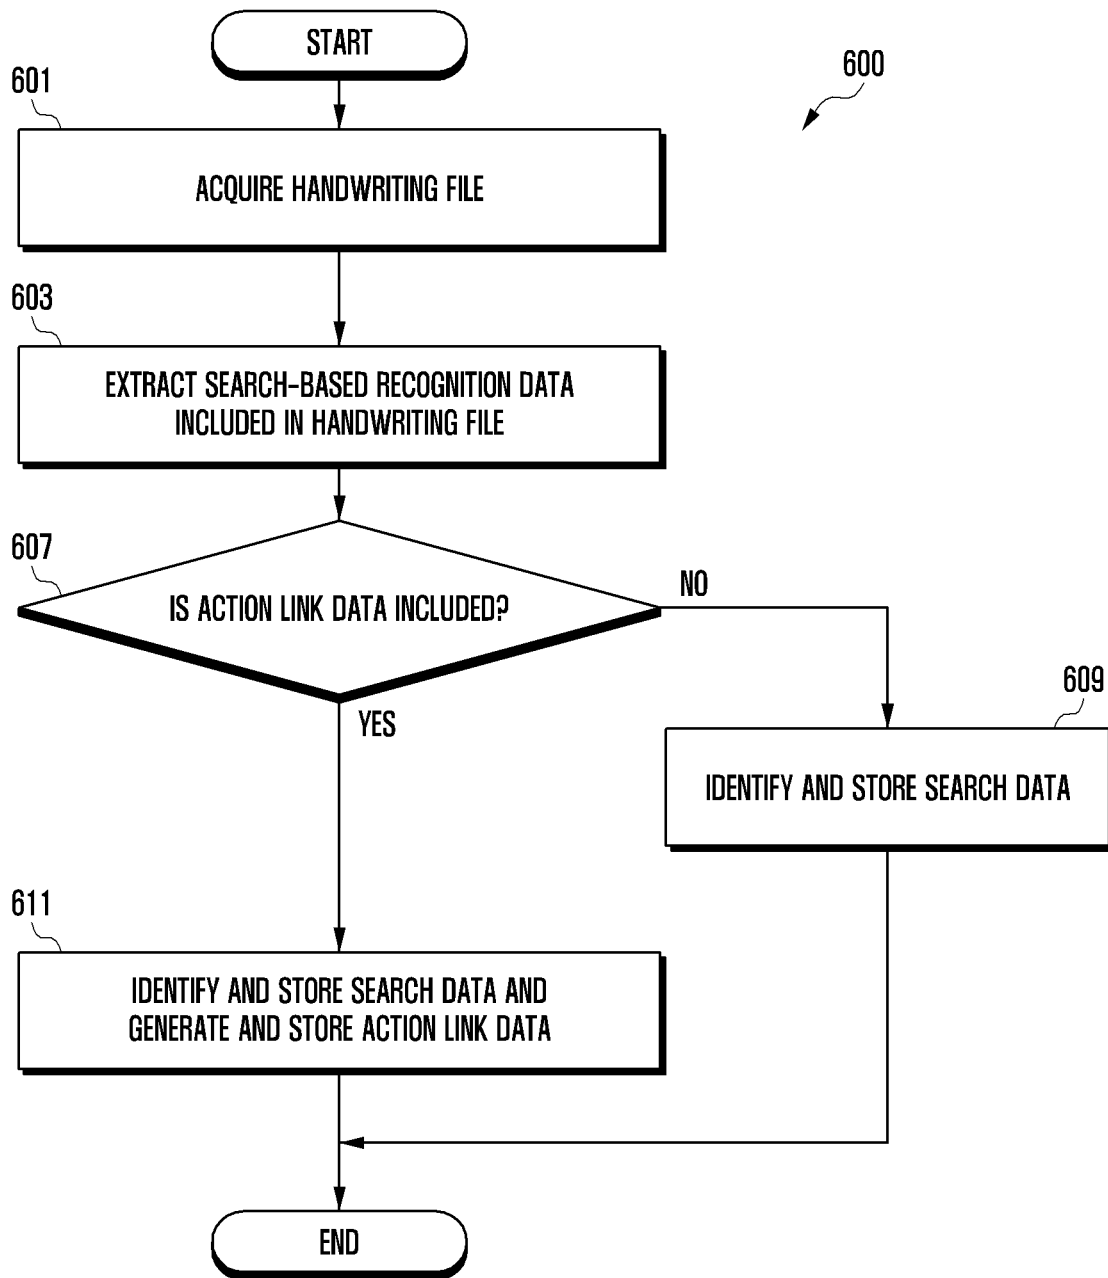 START
600
601
ACQUIRE HANDWRITING FILE
603
EXTRACT SEARCH-BASED RECOGNITION DATA
INCLUDED IN HANDWRITING FILE
607
IS ACTION LINK DATA INCLUDED?
NO
YES
609
IDENTIFY AND STORE SEARCH DATA
611
IDENTIFY AND STORE SEARCH DATA AND
GENERATE AND STORE ACTION LINK DATA
END